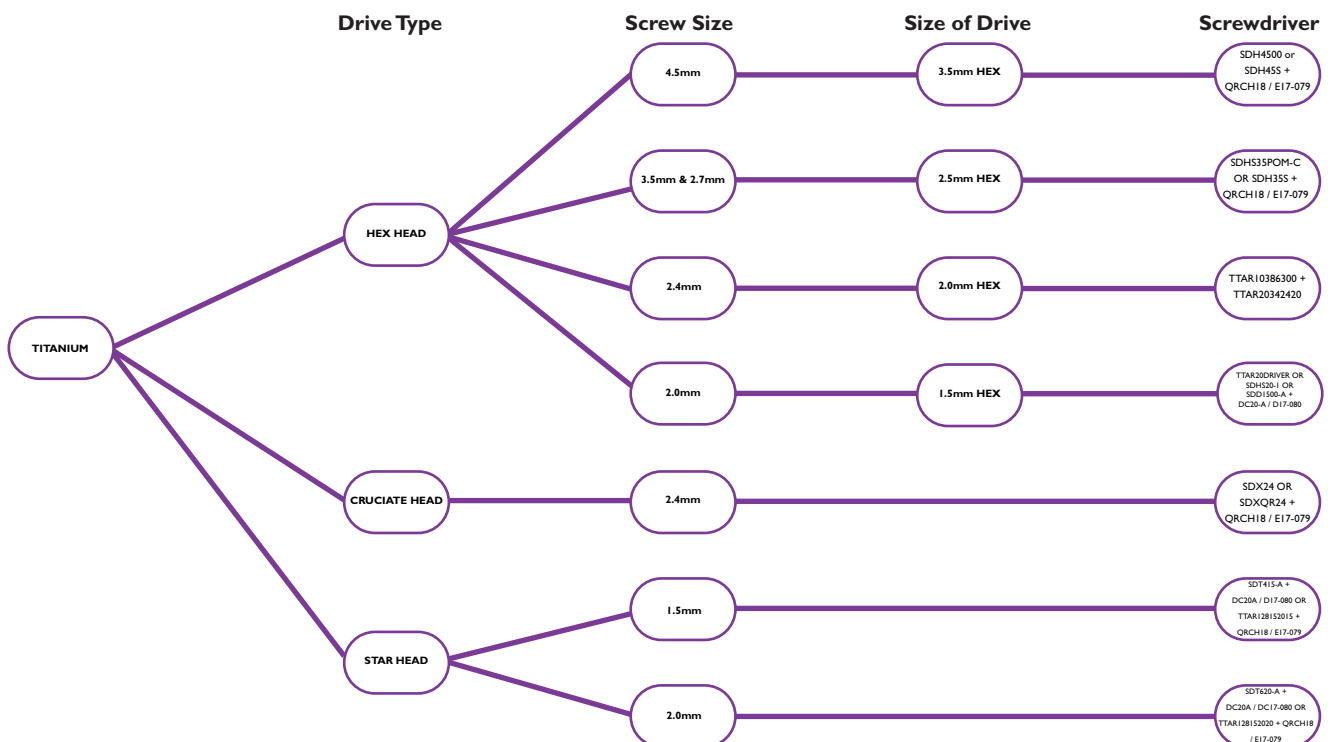 Drive Type
Screw Size
Size of Drive
Screwdriver
4.5mm
3.5mm HEX
SDH4500 or
SDH45S +
QRCH18 / E17-079
3.5mm & 2.7mm
2.5mm HEX
SDHS35POM-C
OR SDH35S +
QRCH18 / E17-079
HEX HEAD
2.4mm
2.0mm HEX
TTAR10386300 +
TTAR20342420
TITANIUM
2.0mm
1.5mm HEX
TTAR20DRIVER OR
SDHS20-1 OR
SDD1500-A +
DC20-A / D17-080
CRUCIATE HEAD
2.4mm
SDX24 OR
SDXQR24 +
QRCH18 / E17-079
STAR HEAD
1.5mm
SDT415-A +
DC20A / D17-080 OR
TTAR128152015 +
QRCH18 / E17-079
2.0mm
SDT620-A +
DC20A / DC17-080 OR
TTAR128152020 + QRCH18
/ E17-079